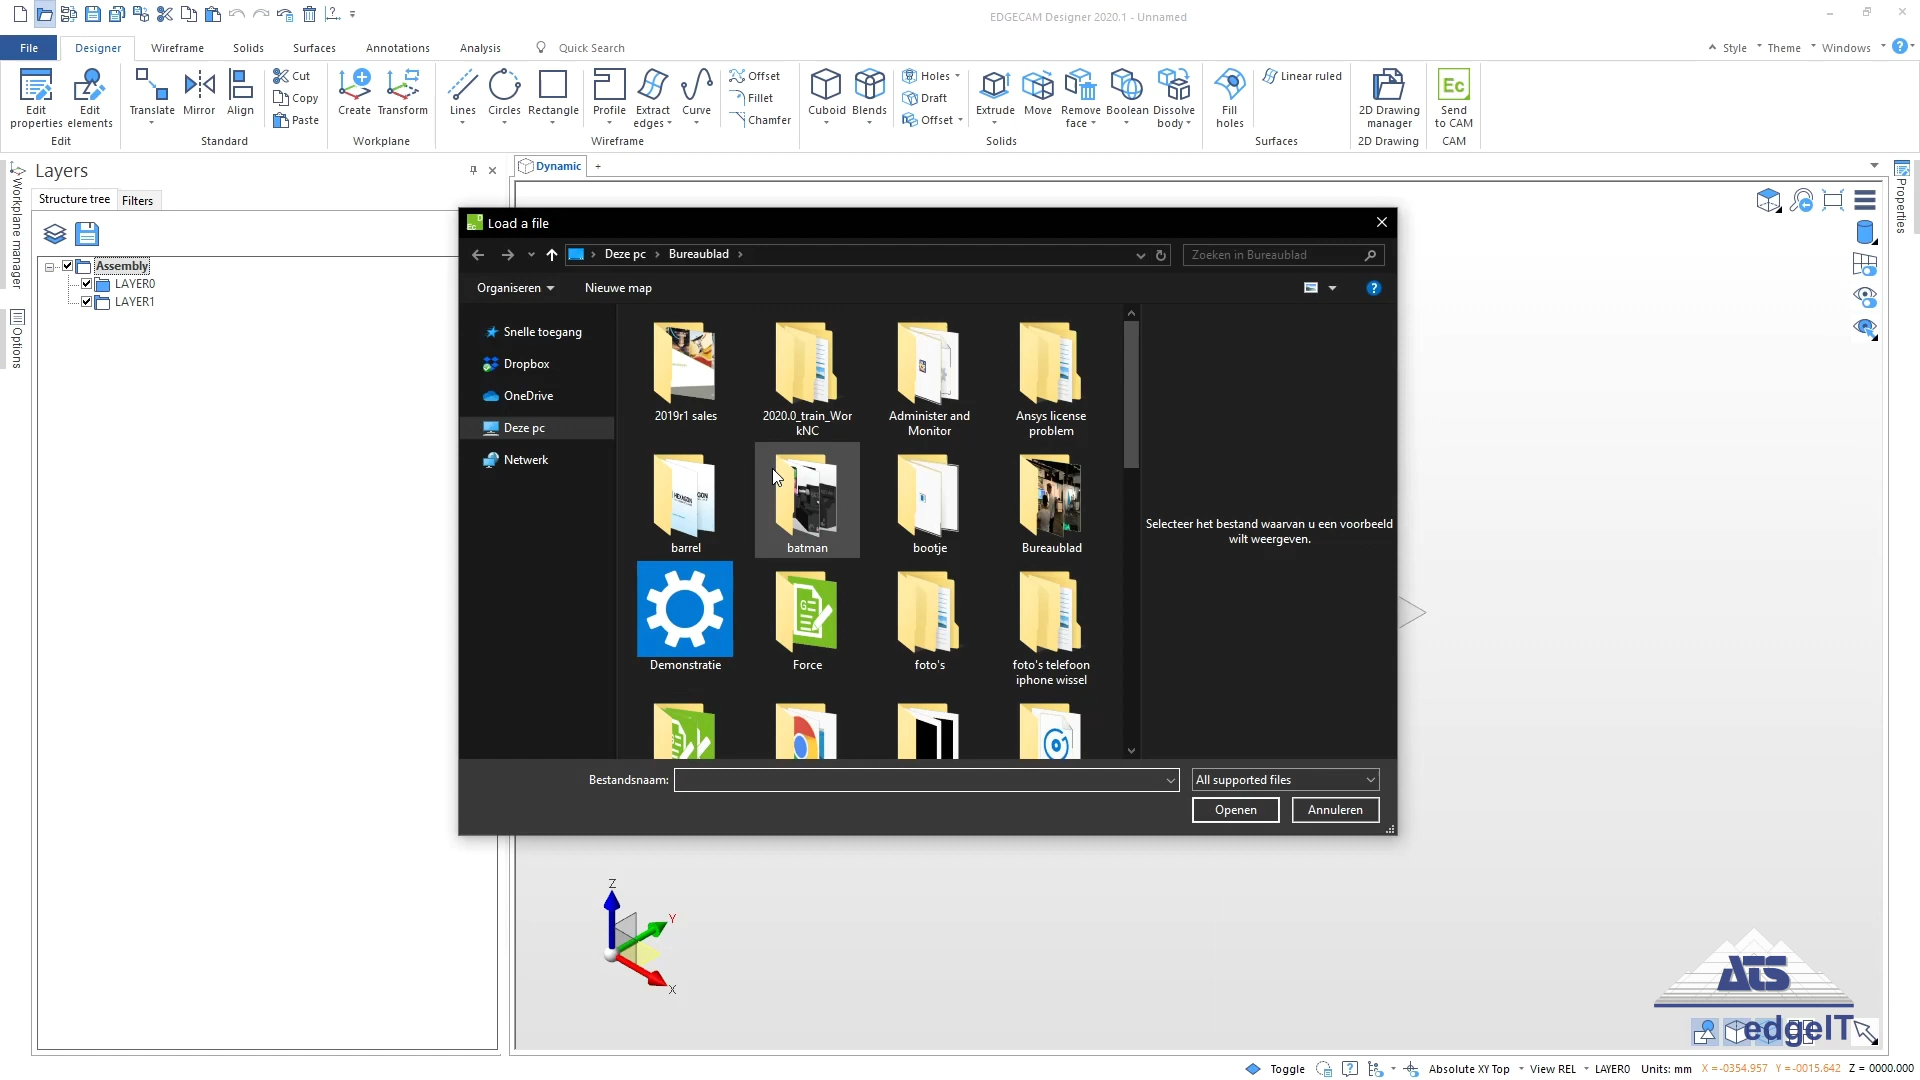 EDGECAM Designer 2020.1 - Unnamed
File
Designer
Wireframe
Solids
Surfaces
Annotations
Analysis
Quick Search
Style
Theme
Windows
Edit
properties
Edit
elements
Translate
Mirror
Align
Cut
Copy
Paste
Create
Transform
Lines
Circles
Rectangle
Profile
Extract
edges
Curve
Offset
Fillet
Chamfer
Cuboid
Blends
Holes
Draft
Offset
Extrude
Move
Remove
face
Boolean
Dissolve
body
Fill
holes
Linear ruled
2D Drawing
manager
Ec
Send
to CAM
Edit
Standard
Workplane
Wireframe
Solids
Surfaces
2D Drawing
CAM
Workplane manager
Options
Layers
Structure tree
Filters
Assembly
LAYER0
LAYER1
Dynamic
+
Properties
Load a file
Deze pc
Bureaublad
Zoeken in Bureaublad
Organiseren
Nieuwe map
Snelle toegang
Dropbox
OneDrive
Deze pc
Netwerk
2019r1 sales
2020.0_train_Wor
kNC
Administer and
Monitor
Ansys license
problem
barrel
batman
bootje
Bureaublad
Demonstratie
Force
foto's
foto's telefoon
iphone wissel
Selecteer het bestand waarvan u een voorbeeld
wilt weergeven.
Bestandsnaam:
All supported files
Openen
Annuleren
Z
Y
X
ATS
edgeIT
Toggle
Absolute XY Top
View REL
LAYER0
Units: mm
X =-0354.957
Y =-0015.642
Z = 0000.000